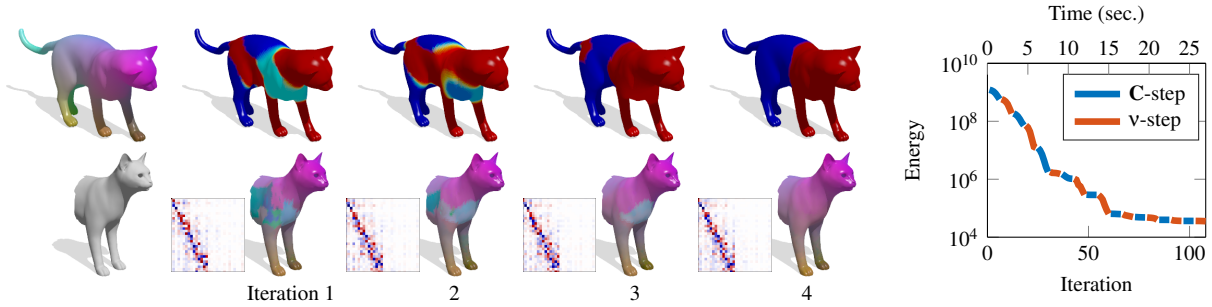 Time (sec.)
0 5 10 15 20 25
10^10
10^8
10^6
10^4
Energy
C-step
ν-step
0 50 100
Iteration
Iteration 1 2 3 4